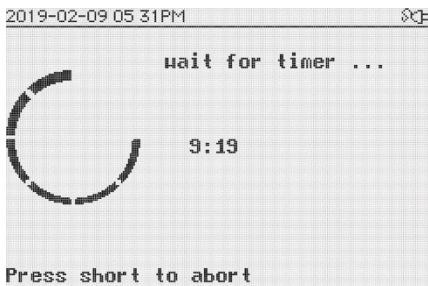 2019-02-09 05 31PM
wait for timer ...
9:19
Press short to abort